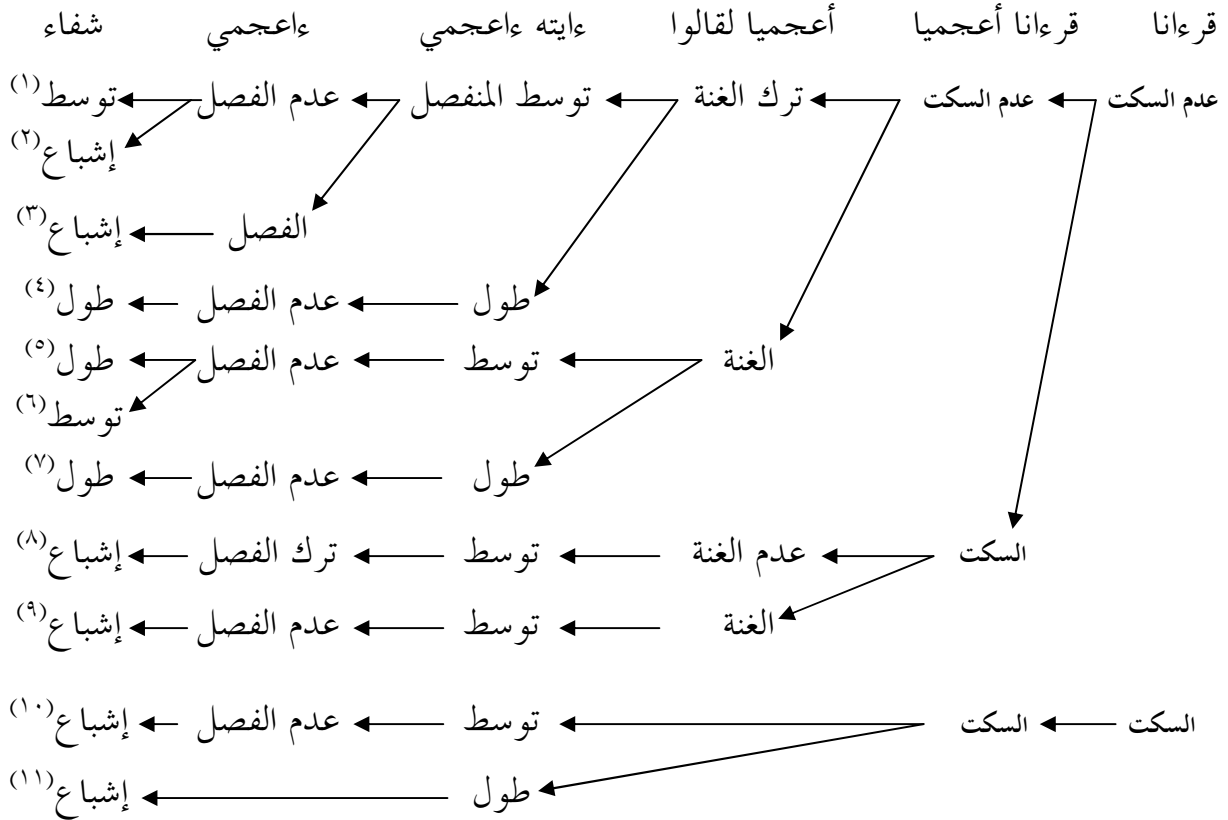 قرءانا قرءانا أعجميا أعجميا لقالوا ءايته ءاعجمي ءاعجمي شفاء
عدم السكت عدم السكت ترك الغنة توسط المنفصل عدم الفصل توسط(١)
إشباع(٢)
الفصل إشباع(٣)
طول عدم الفصل طول(٤)
الغنة توسط عدم الفصل طول(٥)
توسط(٦)
طول عدم الفصل طول(٧)
السكت عدم الغنة توسط ترك الفصل إشباع(٨)
الغنة توسط عدم الفصل إشباع(٩)
السكت السكت توسط عدم الفصل إشباع(١٠)
طول إشباع(١١)